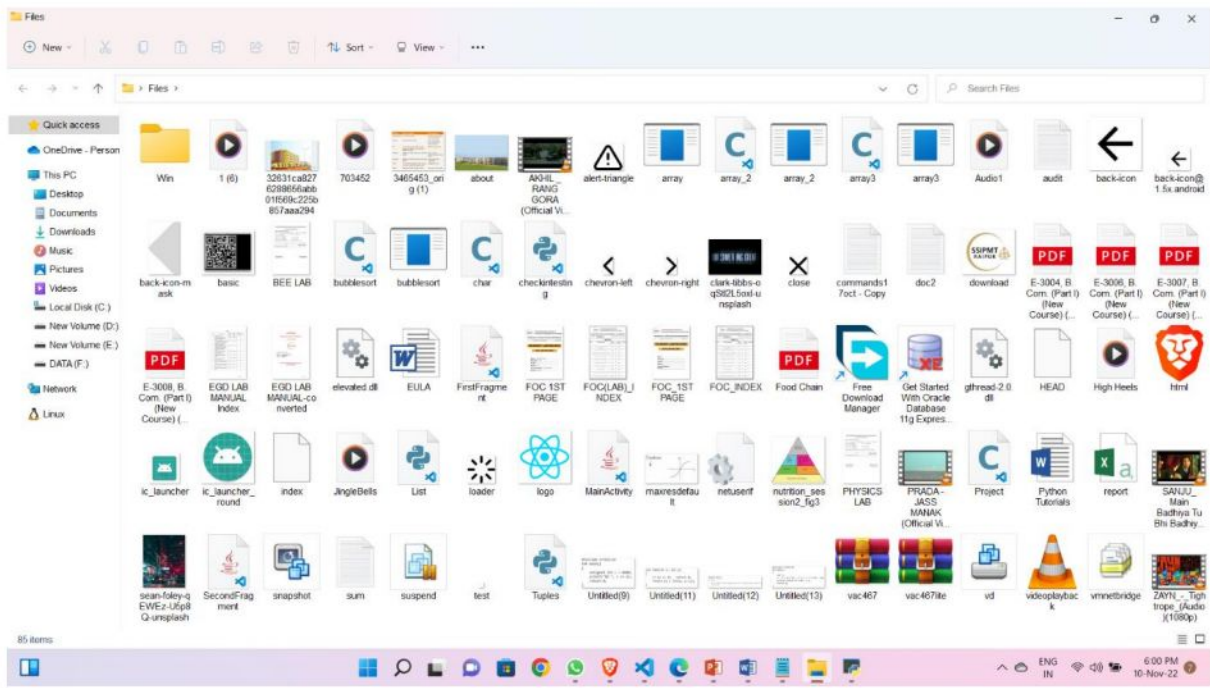 Files
New
Sort
View
Files
Search Files
Quick access
OneDrive - Person
This PC
Desktop
Documents
Downloads
Music
Pictures
Videos
Local Disk (C:)
New Volume (D:)
New Volume (E:)
DATA (F:)
Network
Linux
Win
1 (6)
32631ca827
6289656abb
01f569c225b
857aaa294
703452
3465453_ori
g (1)
about
AKHIL_
RANG
GORA
(Official Vi...
alert-triangle
array
array_2
array_2
array3
array3
Audio1
audit
back-icon
back-icon@
1.5x.android
back-icon-m
ask
basic
BEE LAB
bubblesort
bubblesort
char
checkintestin
g
chevron-left
chevron-right
clark-tibbs-o
qStl2L5oxI-u
nsplash
close
commands1
7oct - Copy
doc2
SSIPMT
RAIPUR
download
PDF
E-3004, B.
Com. (Part I)
(New
Course) (...
PDF
E-3006, B.
Com. (Part I)
(New
Course) (...
PDF
E-3007, B.
Com. (Part I)
(New
Course) (...
PDF
E-3008, B.
Com. (Part I)
(New
Course) (...
EGD LAB
MANUAL
Index
EGD LAB
MANUAL-co
nverted
elevated.dll
EULA
FirstFragme
nt
FOC 1ST
PAGE
FOC(LAB)_I
NDEX
FOC_1ST
PAGE
FOC_INDEX
PDF
Food Chain
Free
Download
Manager
XE
Get Started
With Oracle
Database
11g Expres...
gthread-2.0.
dll
HEAD
High Heels
html
ic_launcher
ic_launcher_
round
index
JingleBells
List
loader
logo
MainActivity
maxresdefau
lt
netuserif
nutrition_ses
sion2_fig3
PHYSICS
LAB
PRADA -
JASS
MANAK
(Official Vi...
Project
Python
Tutorials
report
SANJU_
Main
Badhiya Tu
Bhi Badhiy...
sean-foley-q
EWEz-U6p8
Q-unsplash
SecondFrag
ment
snapshot
sum
suspend
test
Tuples
Untitled(9)
Untitled(11)
Untitled(12)
Untitled(13)
vac467
vac467lite
vd
videoplaybac
k
vmnetbridge
ZAYN_-_Tigh
trope_(Audio
)(1080p)
85 items
ENG
IN
6:00 PM
10-Nov-22